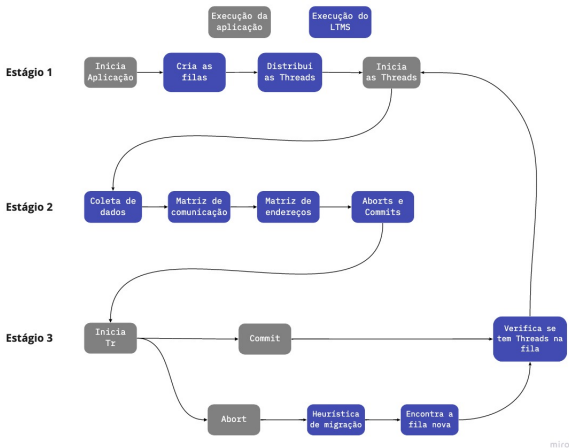 Execução da
aplicação
Execução do
LTMS
Estágio 1
Inicia
Aplicação
Cria as
filas
Distribui
as Threads
Inicia
as Threads
Estágio 2
Coleta de
dados
Matriz de
comunicação
Matriz de
endereços
Aborts e
Commits
Estágio 3
Inicia
Tr
Commit
Verifica se
tem Threads na
fila
Abort
Heurística
de migração
Encontra a
fila nova
miro